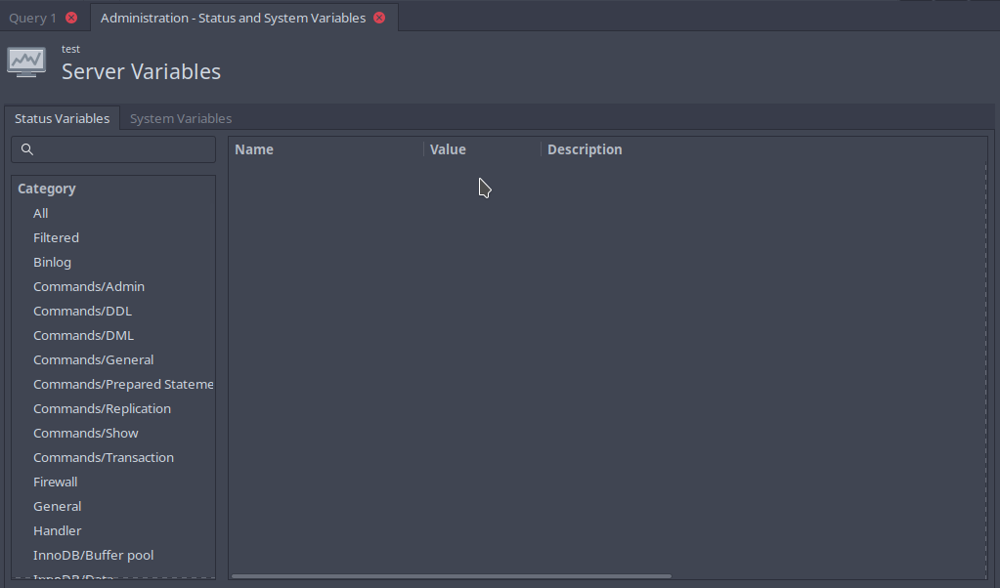 Query 1
Administration - Status and System Variables
test
Server Variables
Status Variables
System Variables
Name
Value
Description
Category
All
Filtered
Binlog
Commands/Admin
Commands/DDL
Commands/DML
Commands/General
Commands/Prepared Stateme
Commands/Replication
Commands/Show
Commands/Transaction
Firewall
General
Handler
InnoDB/Buffer pool
InnoDB/Data